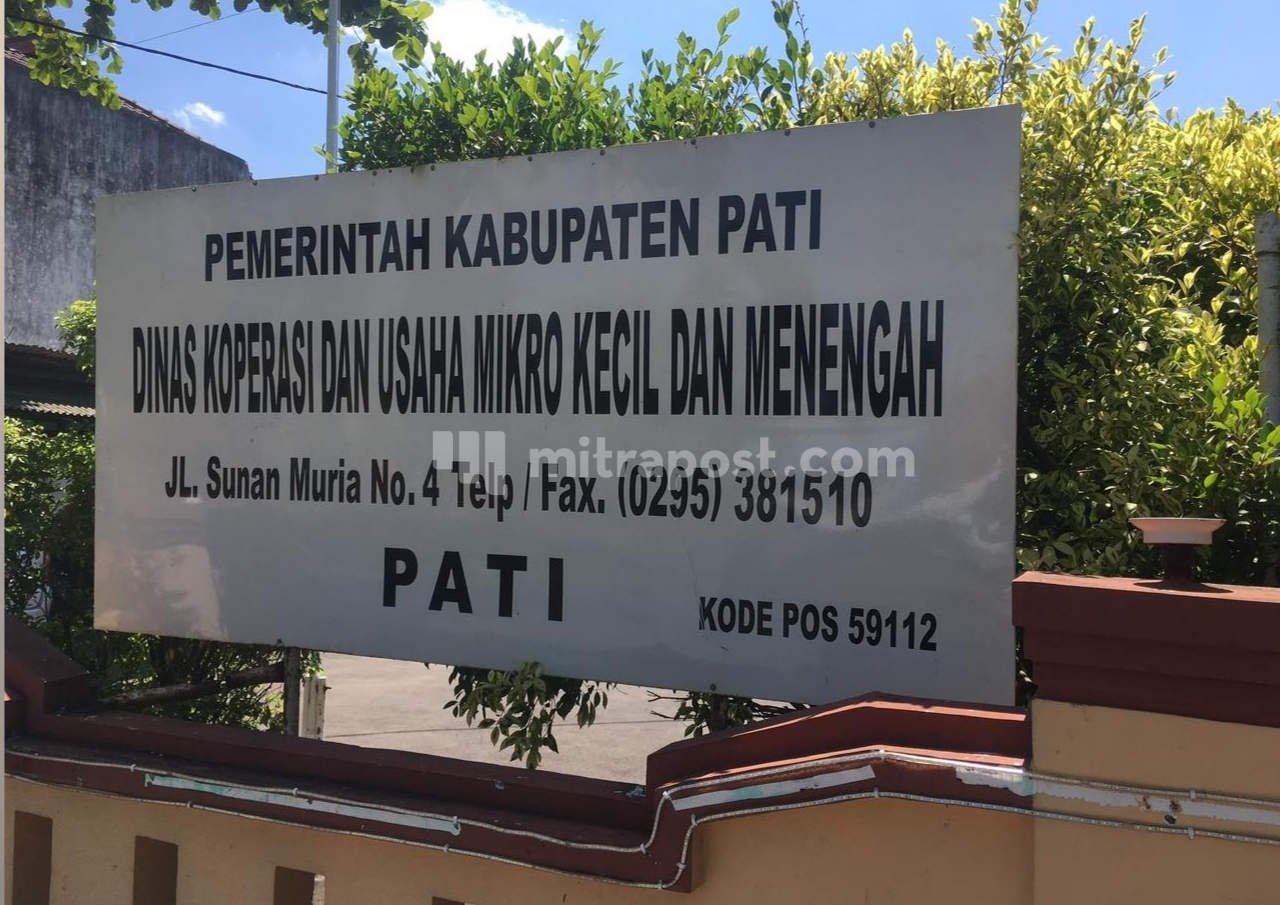 PEMERINTAH KABUPATEN PATI
DINAS KOPERASI DAN USAHA MIKRO KECIL DAN MENENGAH
mitrapost.com
JL. Sunan Muria No. 4 Telp / Fax. (0295) 381510
PATI
KODE POS 59112